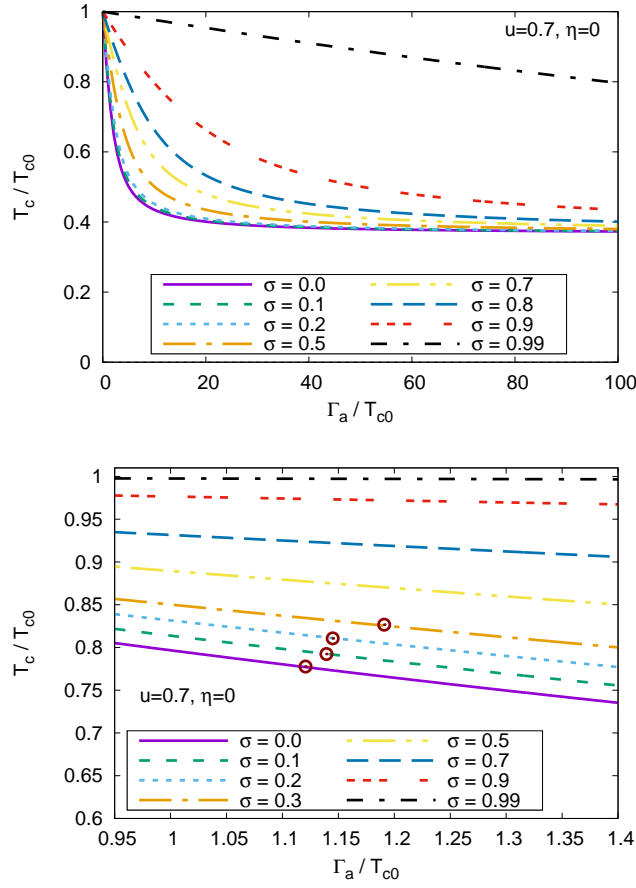 u=0.7, η=0
T_c / T_c0
1
0.8
0.6
0.4
0.2
0
σ = 0.0
σ = 0.1
σ = 0.2
σ = 0.5
σ = 0.7
σ = 0.8
σ = 0.9
σ = 0.99
0 20 40 60 80 100
Γ_a / T_c0
T_c / T_c0
1
0.95
0.9
0.85
0.8
0.75
0.7
0.65
0.6
u=0.7, η=0
σ = 0.0
σ = 0.1
σ = 0.2
σ = 0.3
σ = 0.5
σ = 0.7
σ = 0.9
σ = 0.99
0.95 1 1.05 1.1 1.15 1.2 1.25 1.3 1.35 1.4
Γ_a / T_c0